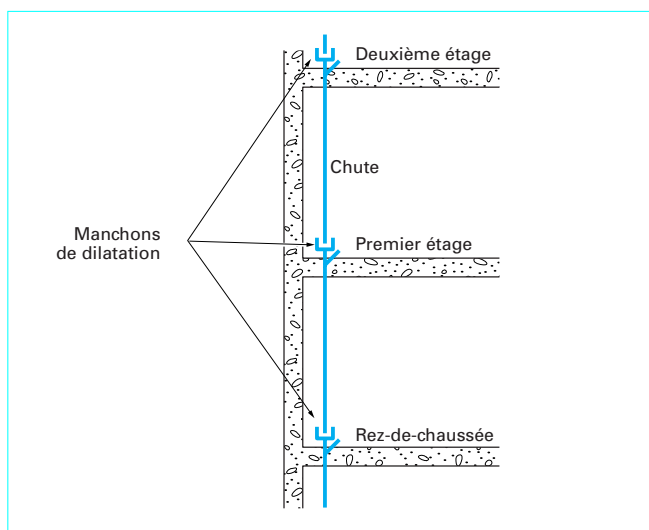 Deuxième étage
Chute
Manchons
de dilatation
Premier étage
Rez-de-chaussée